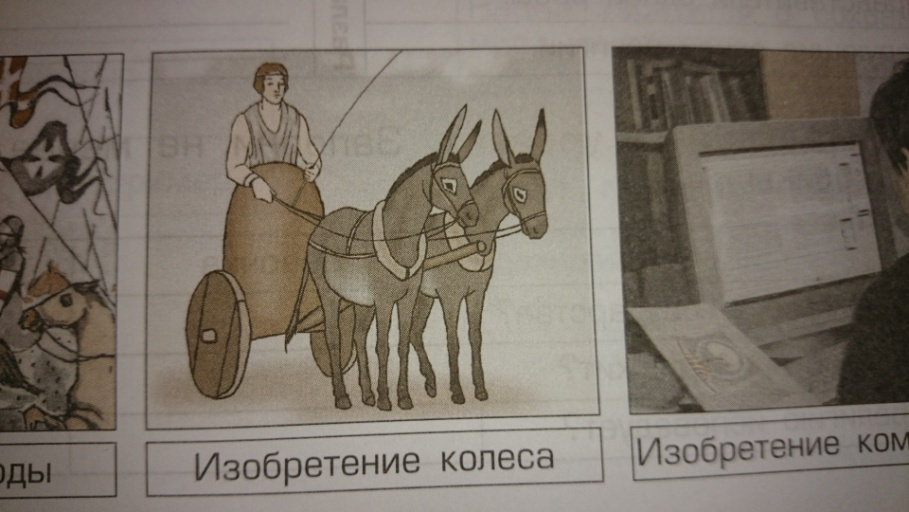 оды
Изобретение колеса
Изобретение ком